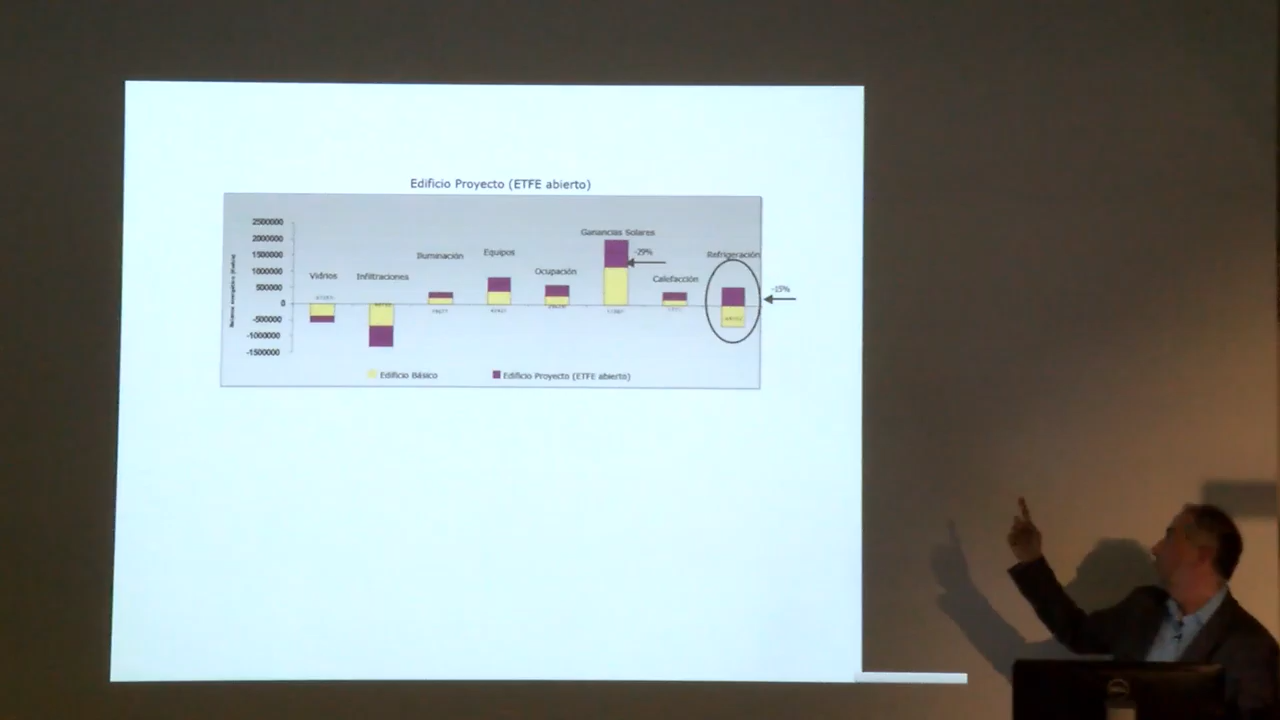 Edificio Proyecto (ETFE abierto)
2500000
2000000
1500000
1000000
500000
0
-500000
-1000000
-1500000
Vidrios
Infiltraciones
Iluminación
Equipos
Ocupación
Ganancias Solares
-29%
Calefacción
Refrigeración
-15%
Edificio Básico
Edificio Proyecto (ETFE abierto)